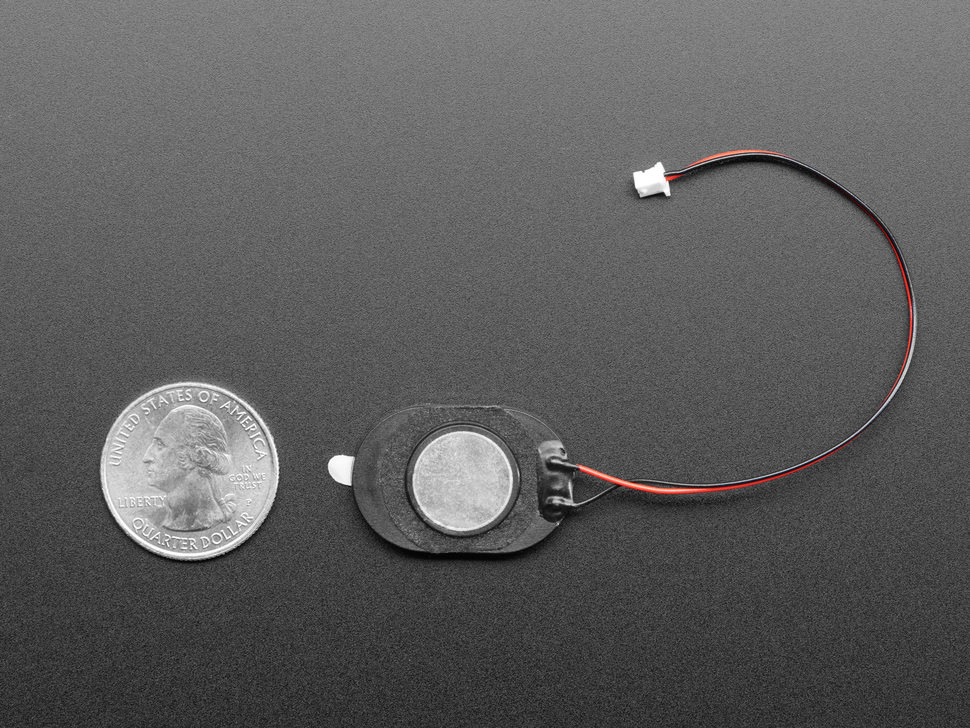 UNITED STATES OF AMERICA
LIBERTY
IN
GOD WE
TRUST
P
QUARTER DOLLAR